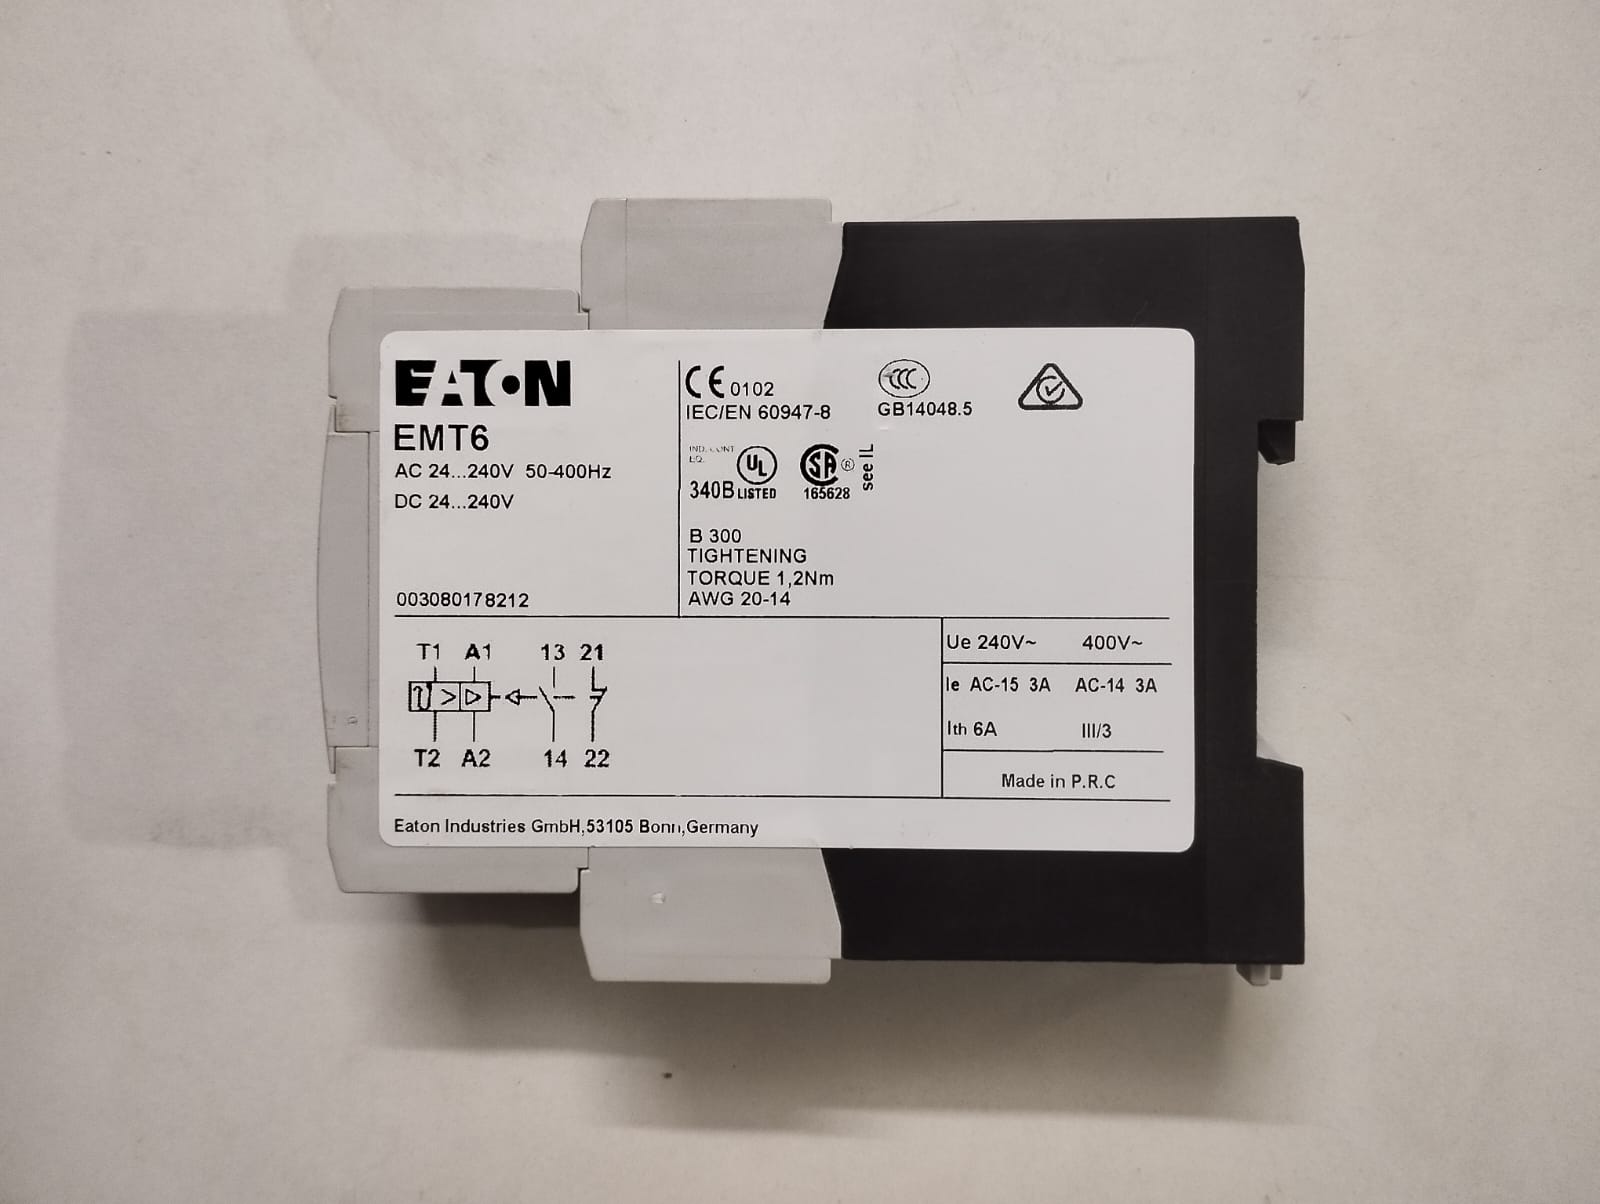 EATON
EMT6
AC 24...240V 50-400Hz
DC 24...240V
003080178212
CE 0102
IEC/EN 60947-8
CCC
GB14048.5
IND. CONT
EQ.
UL
340B LISTED
SA ®
165628
see IL
B 300
TIGHTENING
TORQUE 1,2Nm
AWG 20-14
T1 A1 13 21
T2 A2 14 22
Ue 240V~ 400V~
Ie AC-15 3A AC-14 3A
Ith 6A III/3
Made in P.R.C
Eaton Industries GmbH,53105 Bonn,Germany